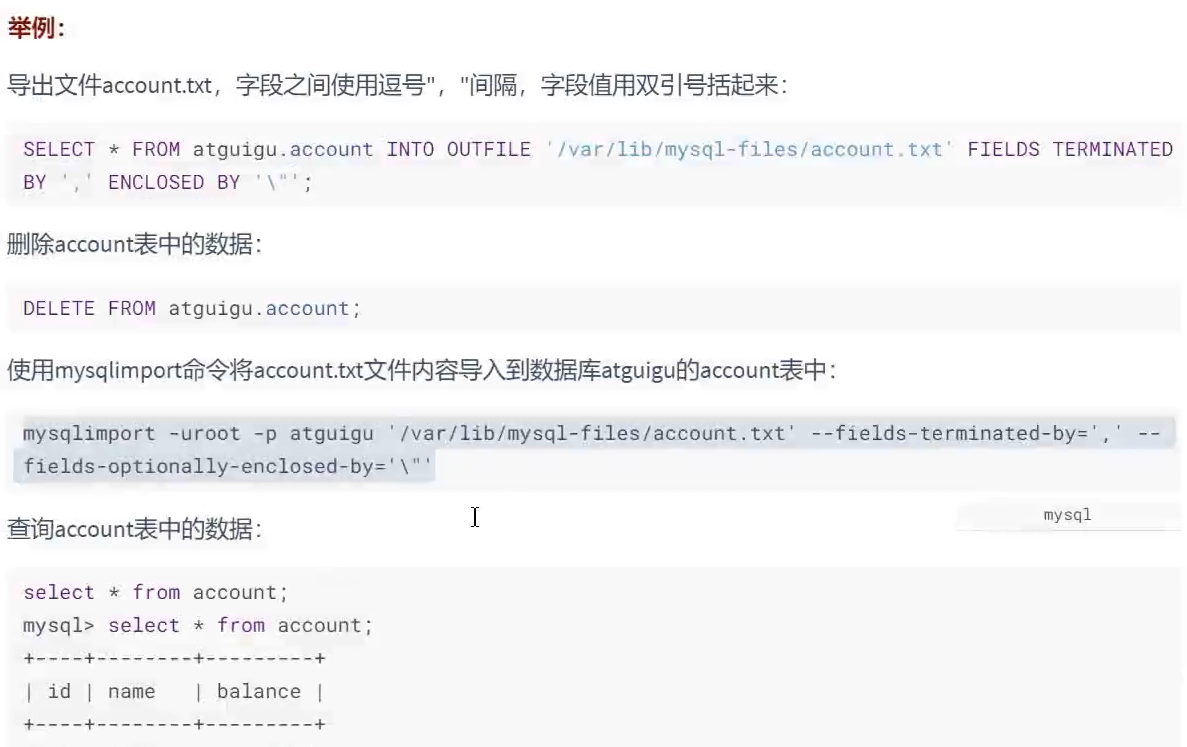 举例：
导出文件account.txt，字段之间使用逗号"，"间隔，字段值用双引号括起来：
SELECT * FROM atguigu.account INTO OUTFILE '/var/lib/mysql-files/account.txt' FIELDS TERMINATED
BY ',' ENCLOSED BY '\"';
删除account表中的数据：
DELETE FROM atguigu.account;
使用mysqlimport命令将account.txt文件内容导入到数据库atguigu的account表中：
mysqlimport -uroot -p atguigu '/var/lib/mysql-files/account.txt' --fields-terminated-by=',' --
fields-optionally-enclosed-by='\"'
mysql
查询account表中的数据：
select * from account;
mysql> select * from account;
+----+--------+---------+
| id | name   | balance |
+----+--------+---------+